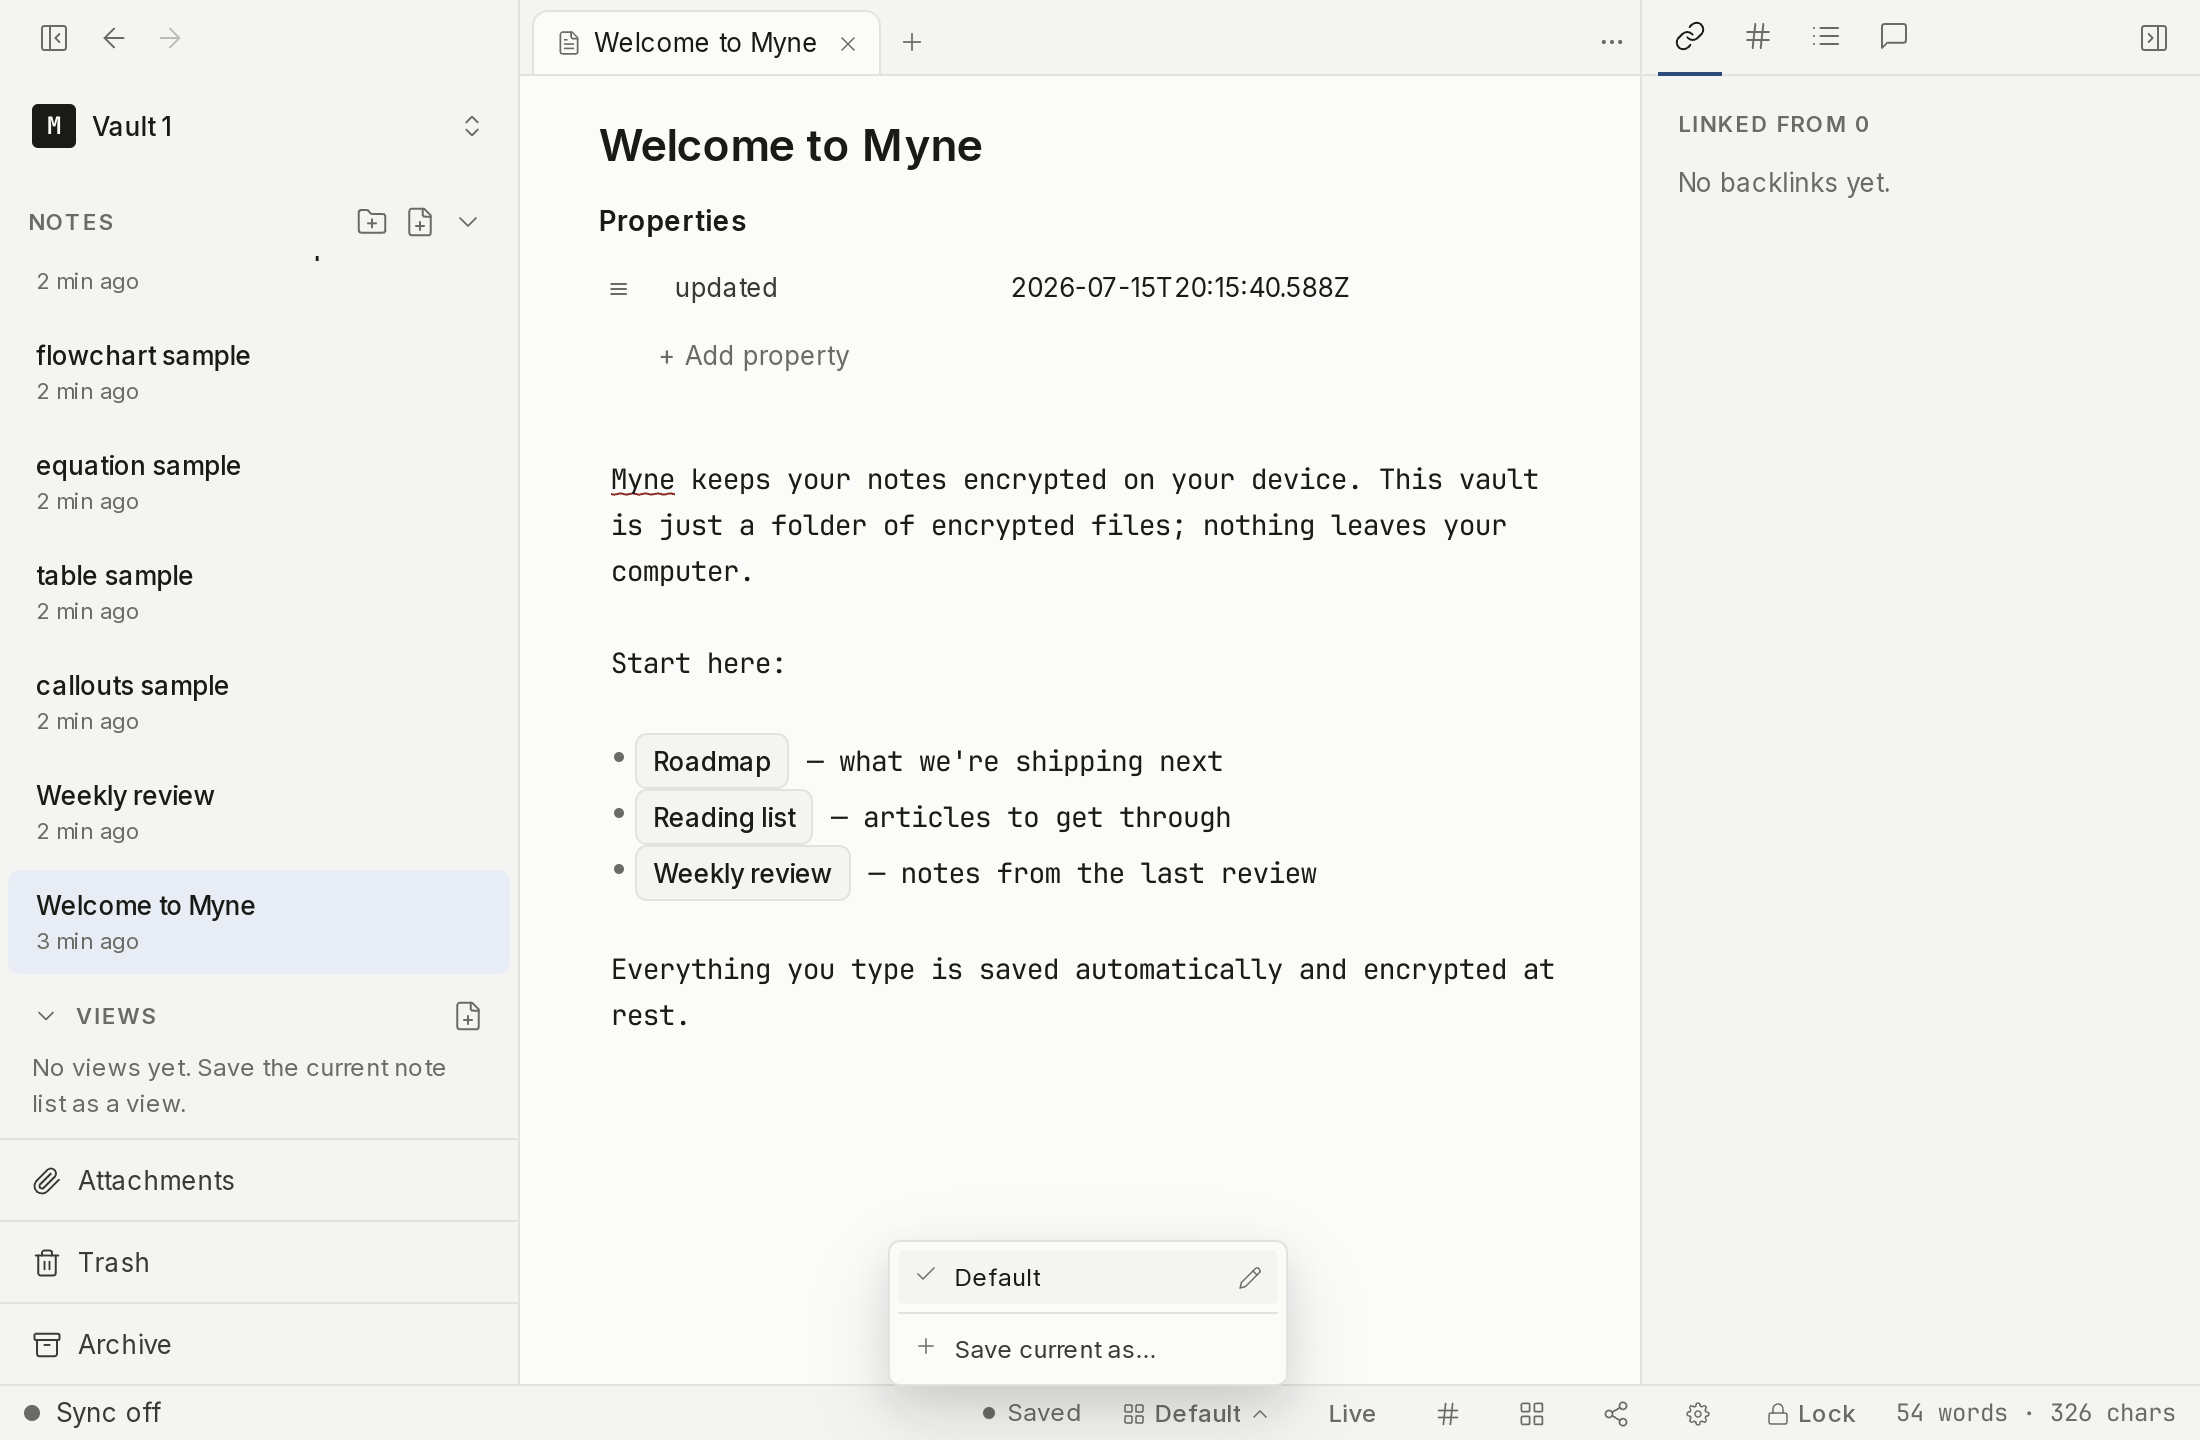 M Vault 1
NOTES
2 min ago
flowchart sample
2 min ago
equation sample
2 min ago
table sample
2 min ago
callouts sample
2 min ago
Weekly review
2 min ago
Welcome to Myne
3 min ago
VIEWS
No views yet. Save the current note
list as a view.
Attachments
Trash
Archive
Sync off
Welcome to Myne
Welcome to Myne
Properties
updated 2026-07-15T20:15:40.588Z
+ Add property
Myne keeps your notes encrypted on your device. This vault
is just a folder of encrypted files; nothing leaves your
computer.
Start here:
• Roadmap — what we're shipping next
• Reading list — articles to get through
• Weekly review — notes from the last review
Everything you type is saved automatically and encrypted at
rest.
Default
Save current as...
Saved Default Live Lock 54 words · 326 chars
LINKED FROM 0
No backlinks yet.